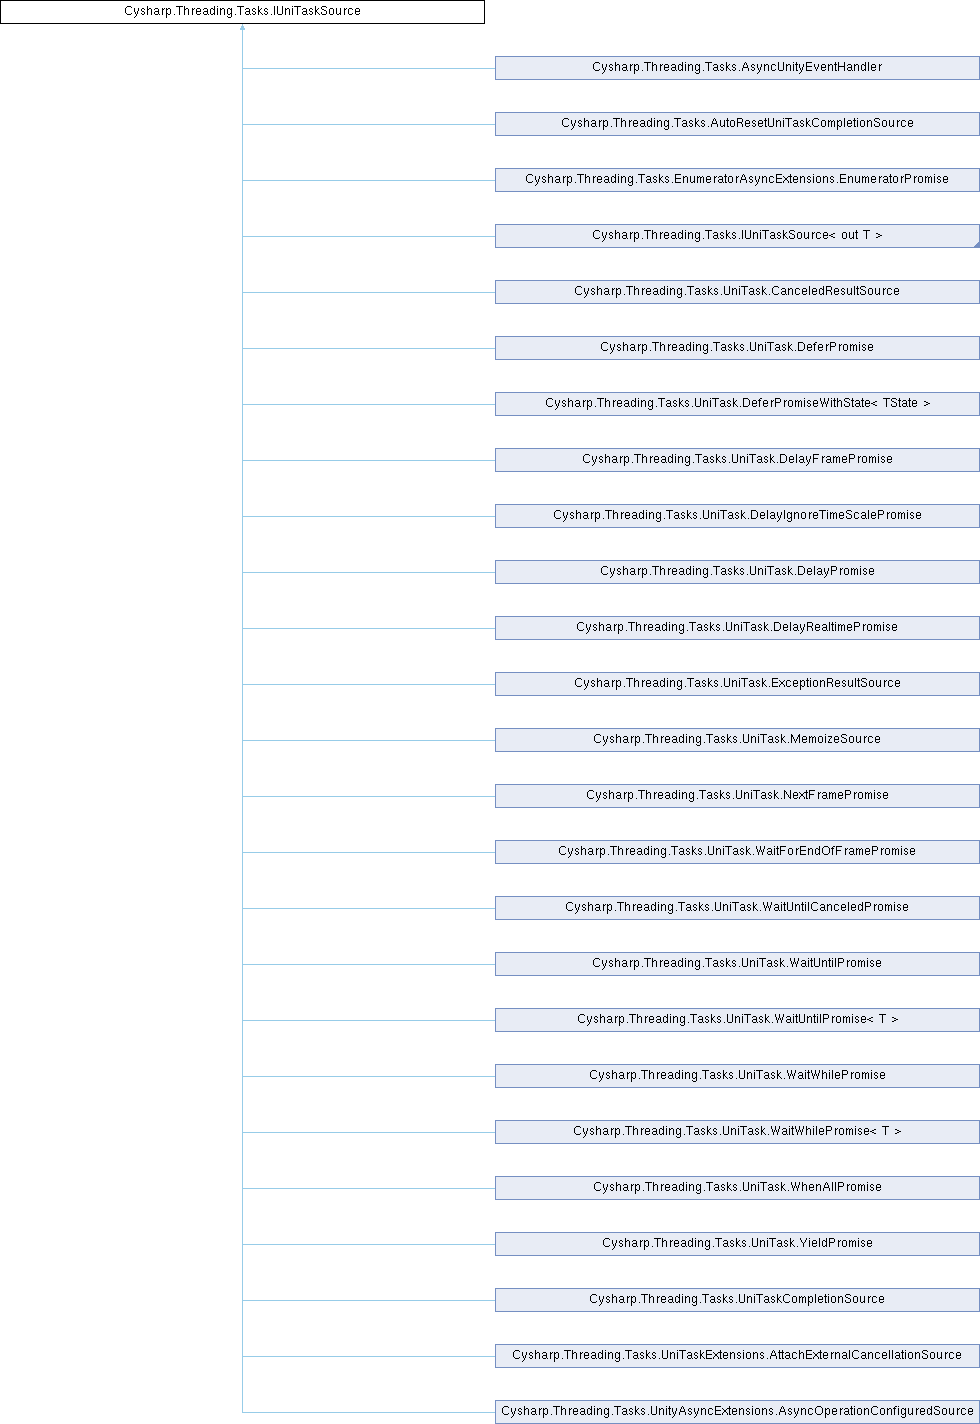 Cysharp.Threading.Tasks.IUniTaskSource
Cysharp.Threading.Tasks.AsyncUnityEventHandler
Cysharp.Threading.Tasks.AutoResetUniTaskCompletionSource
Cysharp.Threading.Tasks.EnumeratorAsyncExtensions.EnumeratorPromise
Cysharp.Threading.Tasks.IUniTaskSource< out T >
Cysharp.Threading.Tasks.UniTask.CanceledResultSource
Cysharp.Threading.Tasks.UniTask.DeferPromise
Cysharp.Threading.Tasks.UniTask.DeferPromiseWithState< TState >
Cysharp.Threading.Tasks.UniTask.DelayFramePromise
Cysharp.Threading.Tasks.UniTask.DelayIgnoreTimeScalePromise
Cysharp.Threading.Tasks.UniTask.DelayPromise
Cysharp.Threading.Tasks.UniTask.DelayRealtimePromise
Cysharp.Threading.Tasks.UniTask.ExceptionResultSource
Cysharp.Threading.Tasks.UniTask.MemoizeSource
Cysharp.Threading.Tasks.UniTask.NextFramePromise
Cysharp.Threading.Tasks.UniTask.WaitForEndOfFramePromise
Cysharp.Threading.Tasks.UniTask.WaitUntilCanceledPromise
Cysharp.Threading.Tasks.UniTask.WaitUntilPromise
Cysharp.Threading.Tasks.UniTask.WaitUntilPromise< T >
Cysharp.Threading.Tasks.UniTask.WaitWhilePromise
Cysharp.Threading.Tasks.UniTask.WaitWhilePromise< T >
Cysharp.Threading.Tasks.UniTask.WhenAllPromise
Cysharp.Threading.Tasks.UniTask.YieldPromise
Cysharp.Threading.Tasks.UniTaskCompletionSource
Cysharp.Threading.Tasks.UniTaskExtensions.AttachExternalCancellationSource
Cysharp.Threading.Tasks.UnityAsyncExtensions.AsyncOperationConfiguredSource